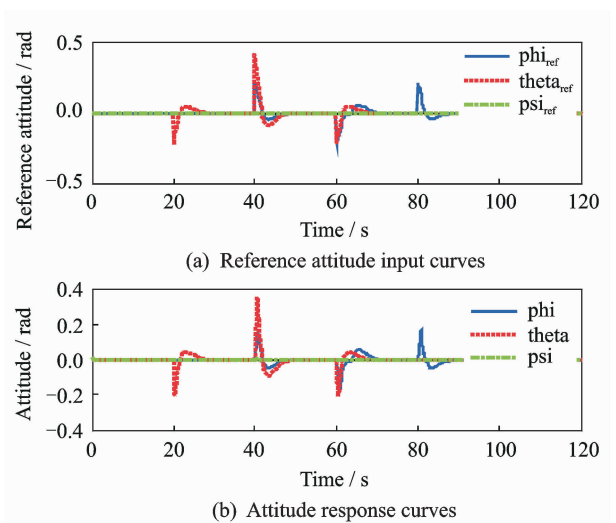 Reference attitude / rad
0.5
0.0
−0.5
phi_ref
theta_ref
psi_ref
0 20 40 60 80 100 120
Time / s
(a) Reference attitude input curves
Attitude / rad
0.4
0.2
0.0
−0.2
−0.4
phi
theta
psi
0 20 40 60 80 100 120
Time / s
(b) Attitude response curves